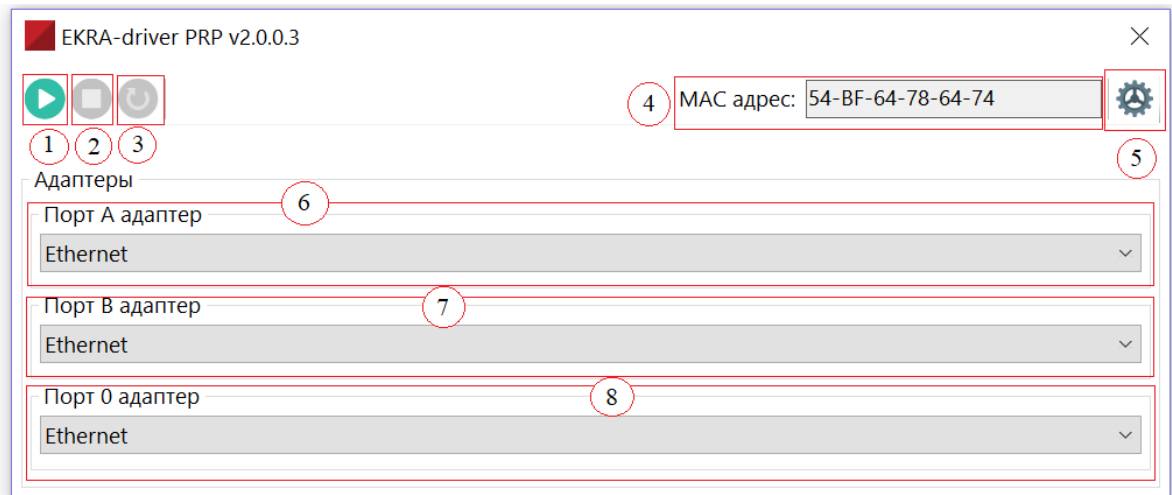 EKRA-driver PRP v2.0.0.3
4 MAC адрес: 54-BF-64-78-64-74
1 2 3
5
Адаптеры
6
Порт A адаптер
Ethernet
7
Порт B адаптер
Ethernet
8
Порт 0 адаптер
Ethernet